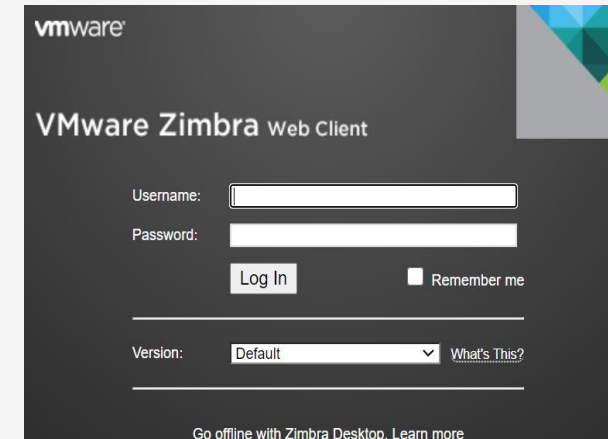 vmware
VMware Zimbra Web Client
Username:
Password:
Log In Remember me
Version: Default What's This?
Go offline with Zimbra Desktop. Learn more